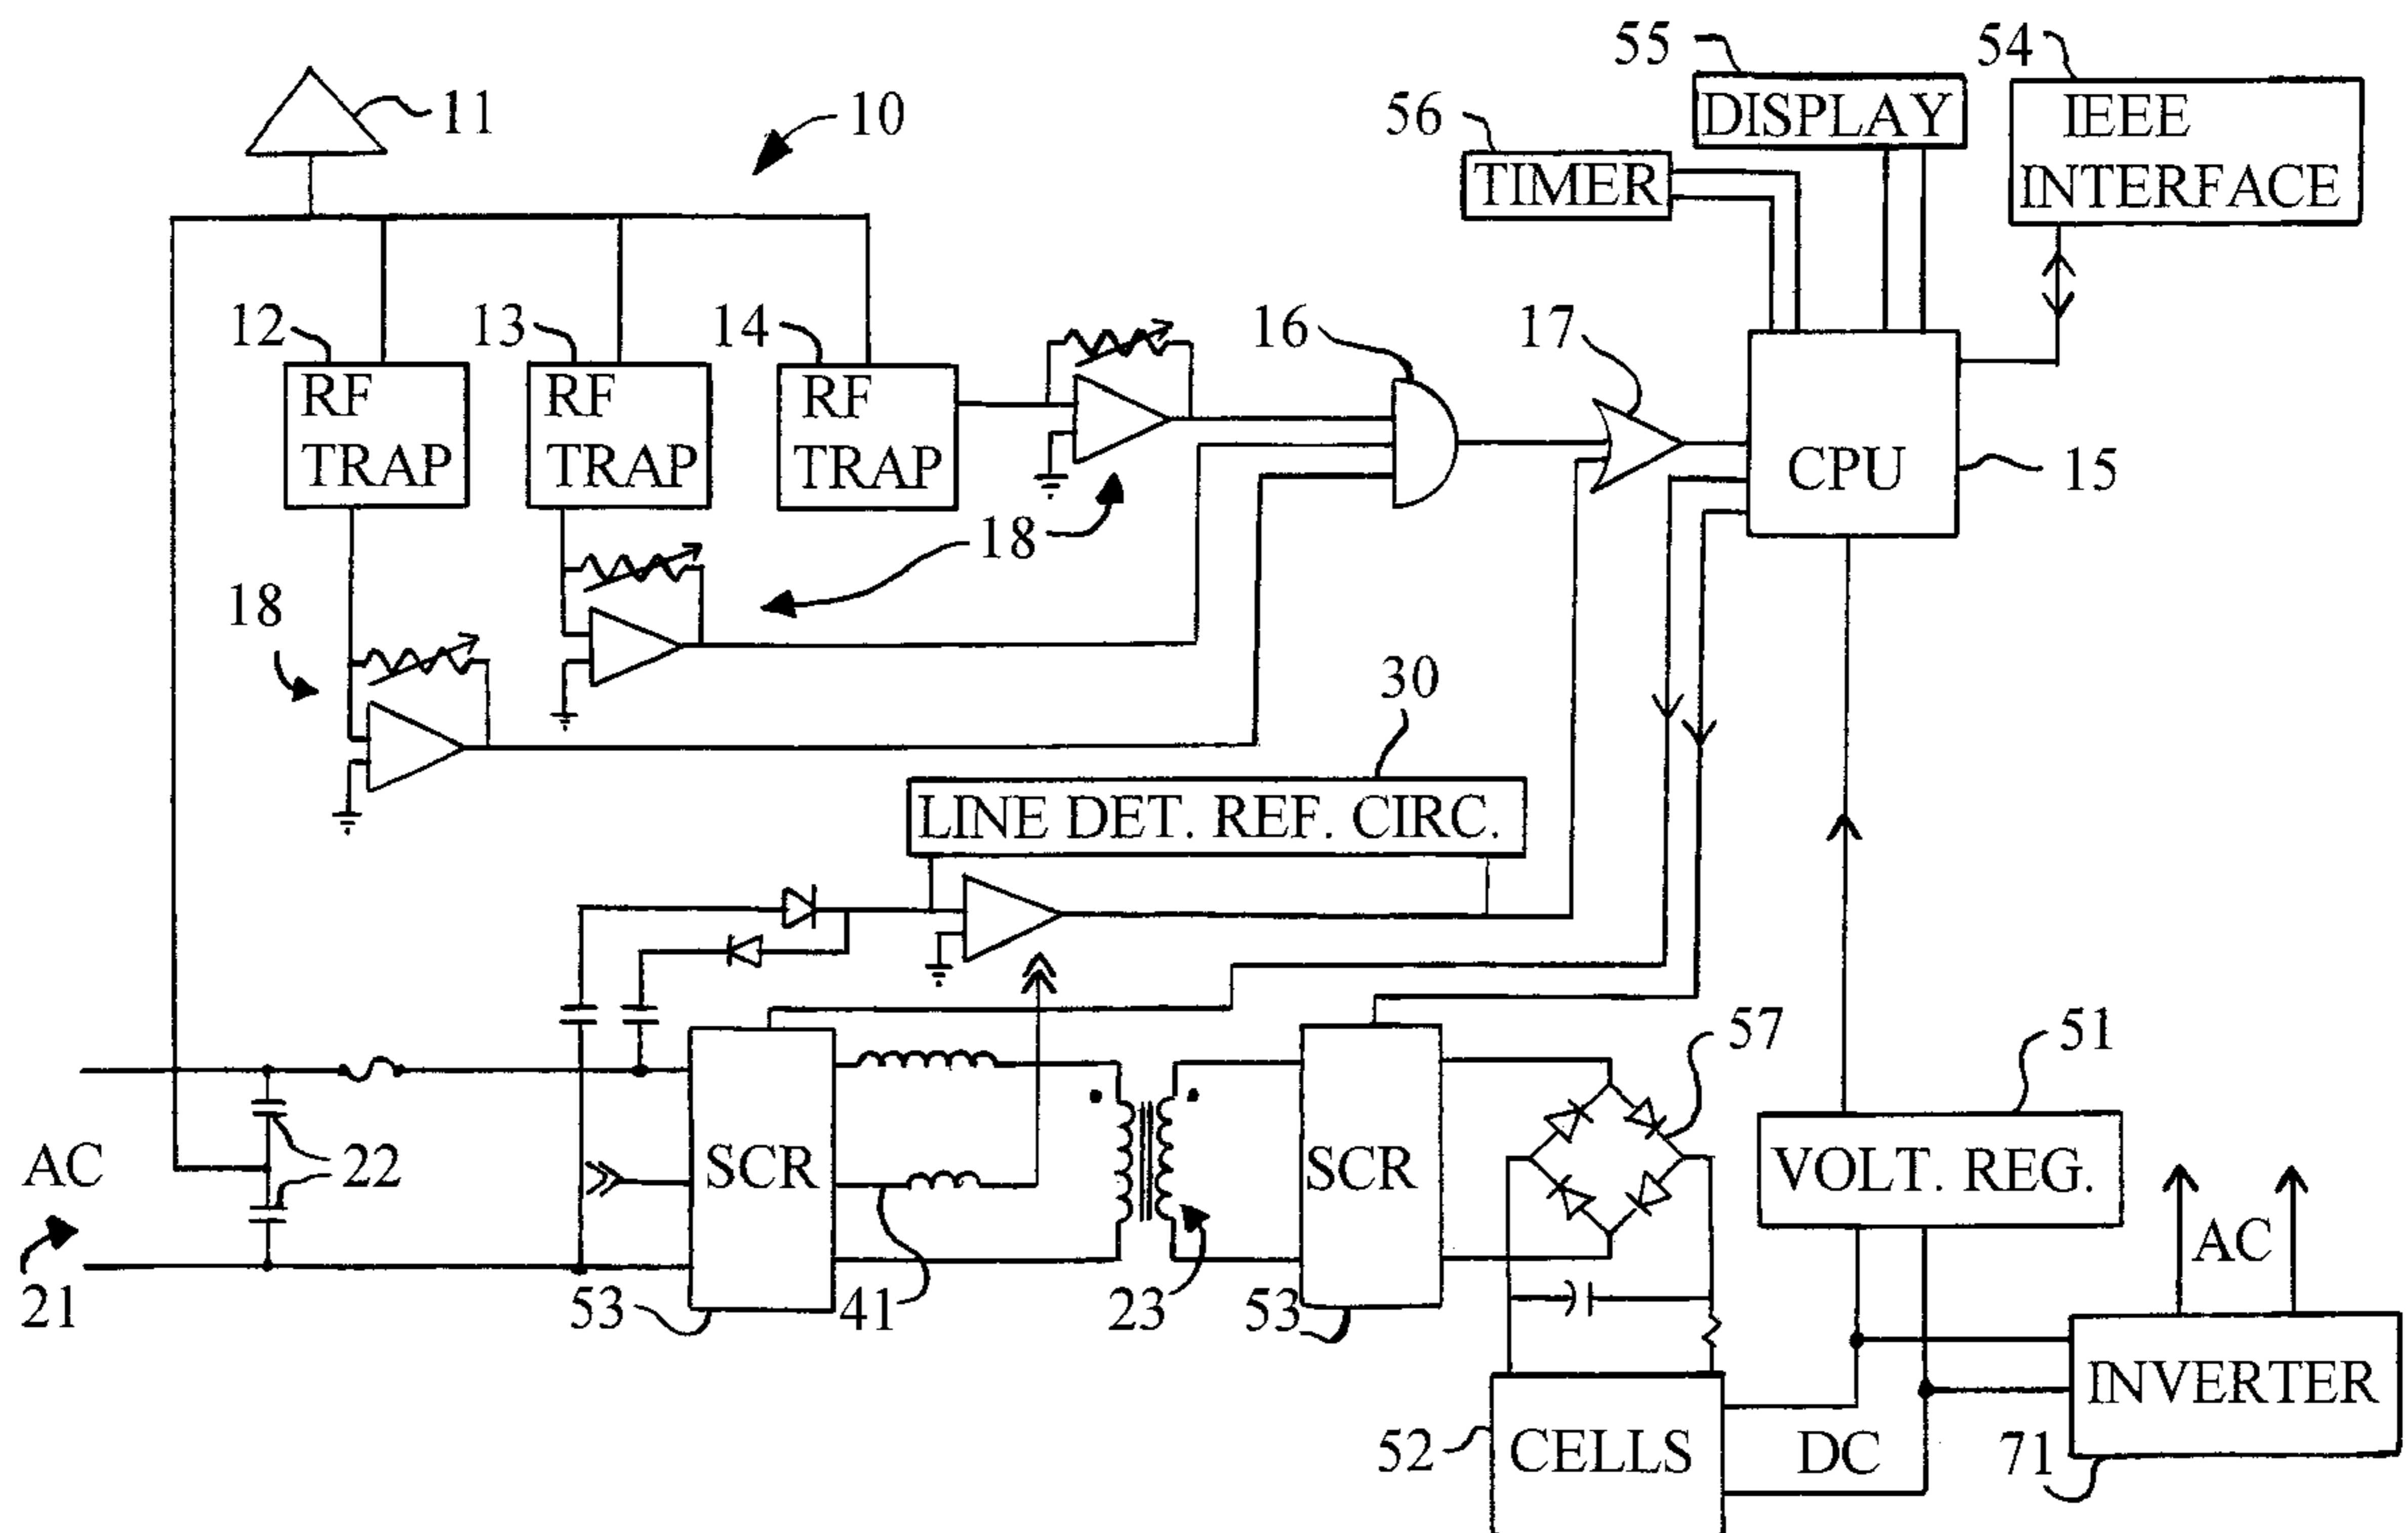 55
54
11
10
56
DISPLAY
IEEE
INTERFACE
TIMER
12
13
14
16
17
RF
TRAP
RF
TRAP
RF
TRAP
CPU
15
18
18
30
LINE DET. REF. CIRC.
57
51
AC
22
SCR
SCR
VOLT. REG.
AC
21
53
41
23
53
INVERTER
52
CELLS
DC
71